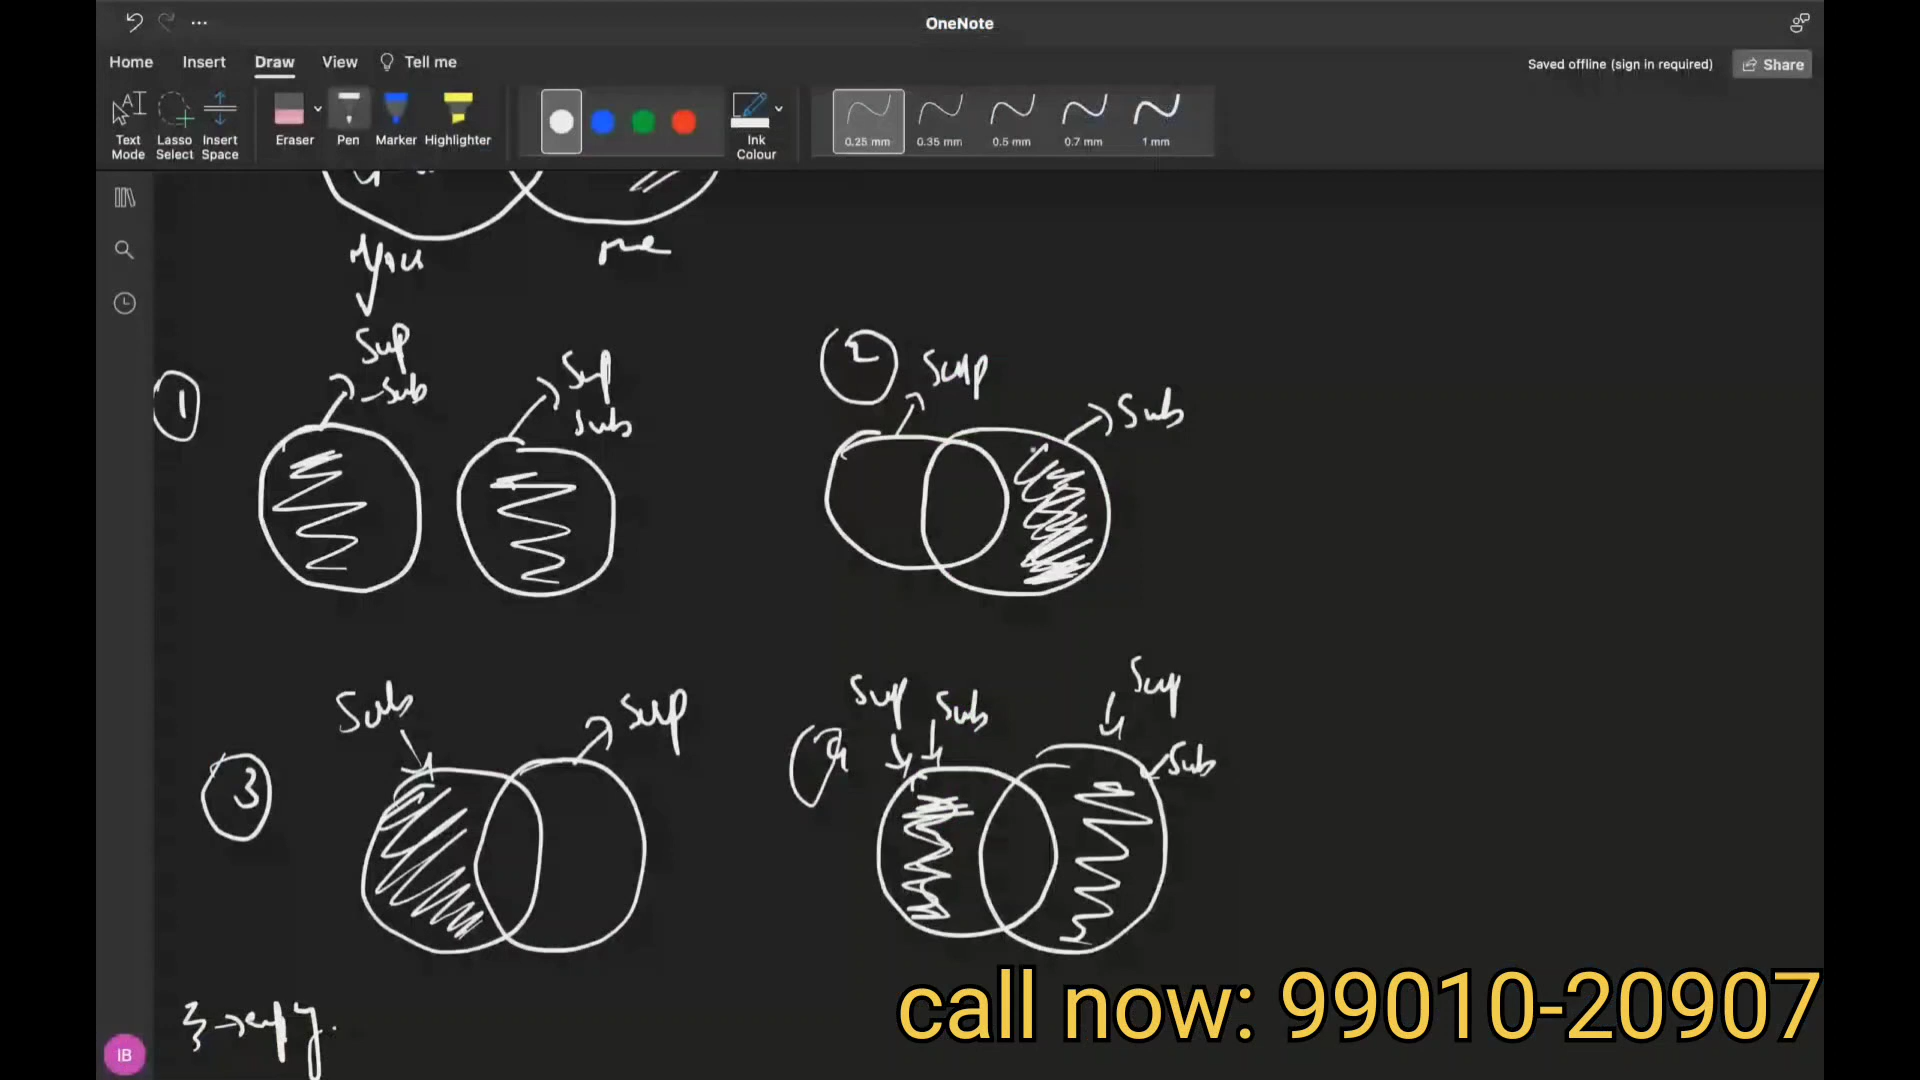 OneNote
Home Insert Draw View Tell me
Saved offline (sign in required)
Share
Text Mode
Lasso Select
Insert Space
Eraser
Pen
Marker
Highlighter
Ink Colour
0.25 mm
0.35 mm
0.5 mm
0.7 mm
1 mm
you
me
1
Sup
-Sub
Sup
Sub
2
Sup
Sub
3
Sub
Sup
4
Sup
Sub
Sup
Sub
IB
call now: 99010-20907